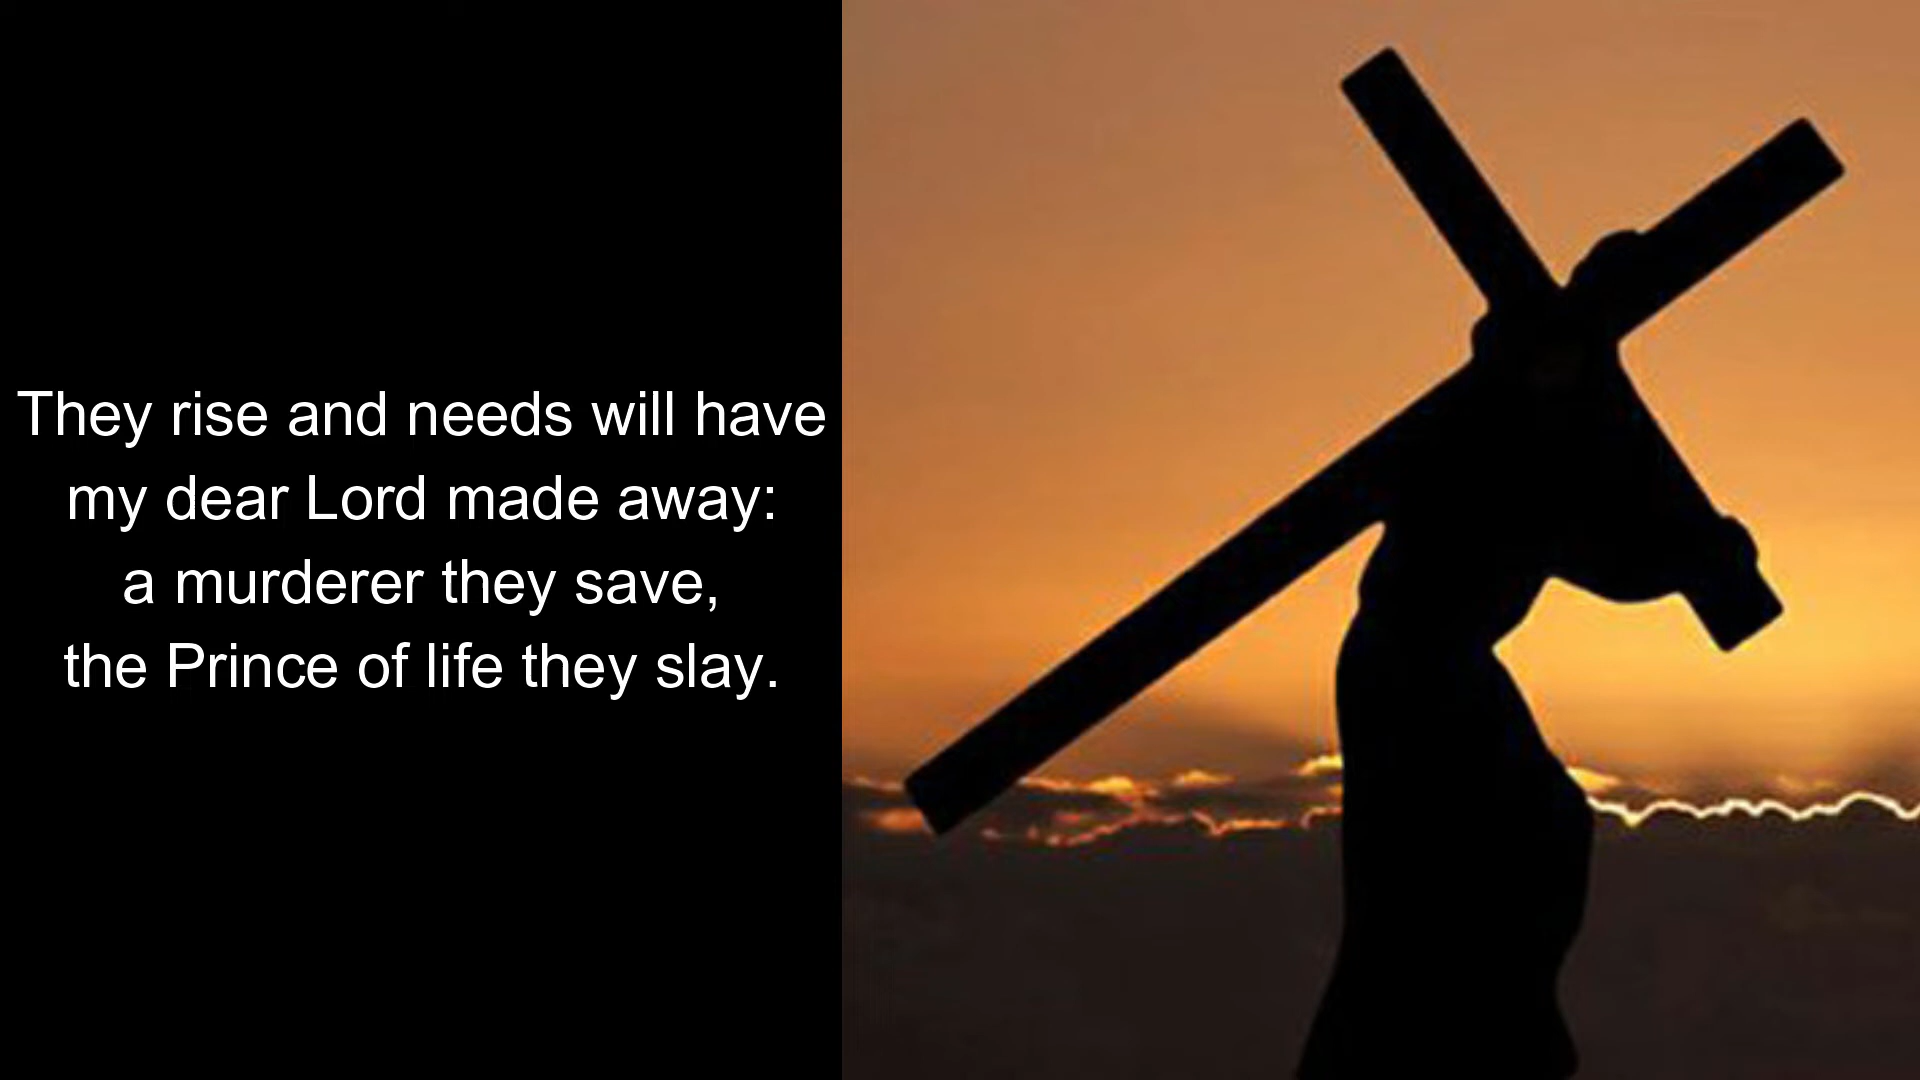 They rise and needs will have
my dear Lord made away:
a murderer they save,
the Prince of life they slay.